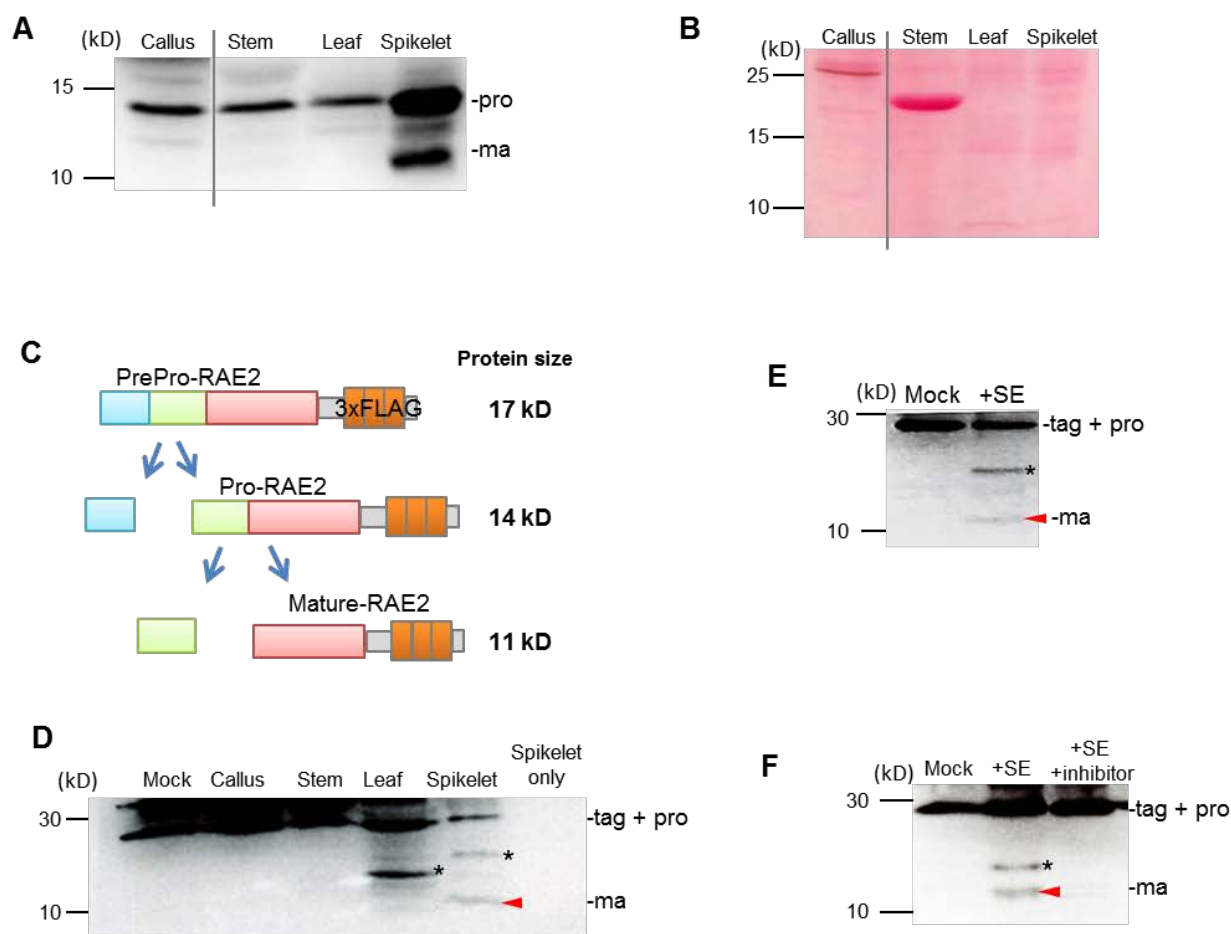 A
(kD) Callus Stem Leaf Spikelet
15
-pro
-ma
10
B
(kD) Callus Stem Leaf Spikelet
25
15
10
C
Protein size
PrePro-RAE2
3xFLAG
17 kD
Pro-RAE2
14 kD
Mature-RAE2
11 kD
E
(kD) Mock +SE
30
-tag + pro
*
-ma
10
D
(kD) Mock Callus Stem Leaf Spikelet Spikelet
only
30
-tag + pro
* *
-ma
10
F
(kD) Mock +SE +SE
+inhibitor
30
-tag + pro
*
-ma
10